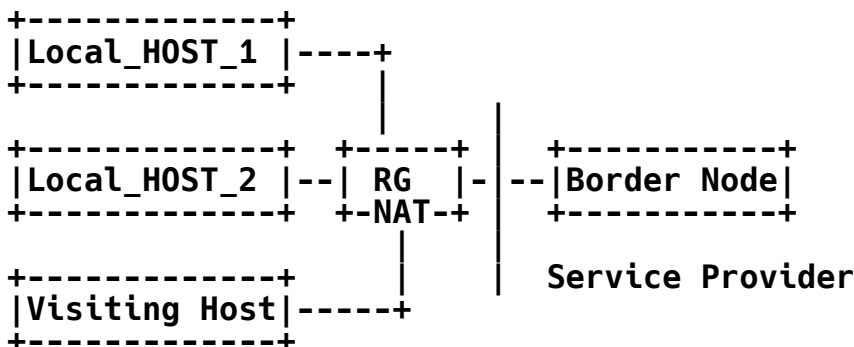 +-------------+
|Local_HOST_1 |----+
+-------------+    |
                   |     |
+-------------+  +-----+ |  +-----------+
|Local_HOST_2 |--| RG  |-|--|Border Node|
+-------------+  +-NAT-+ |  +-----------+
                    |    |
+-------------+     |    |  Service Provider
|Visiting Host|-----+
+-------------+